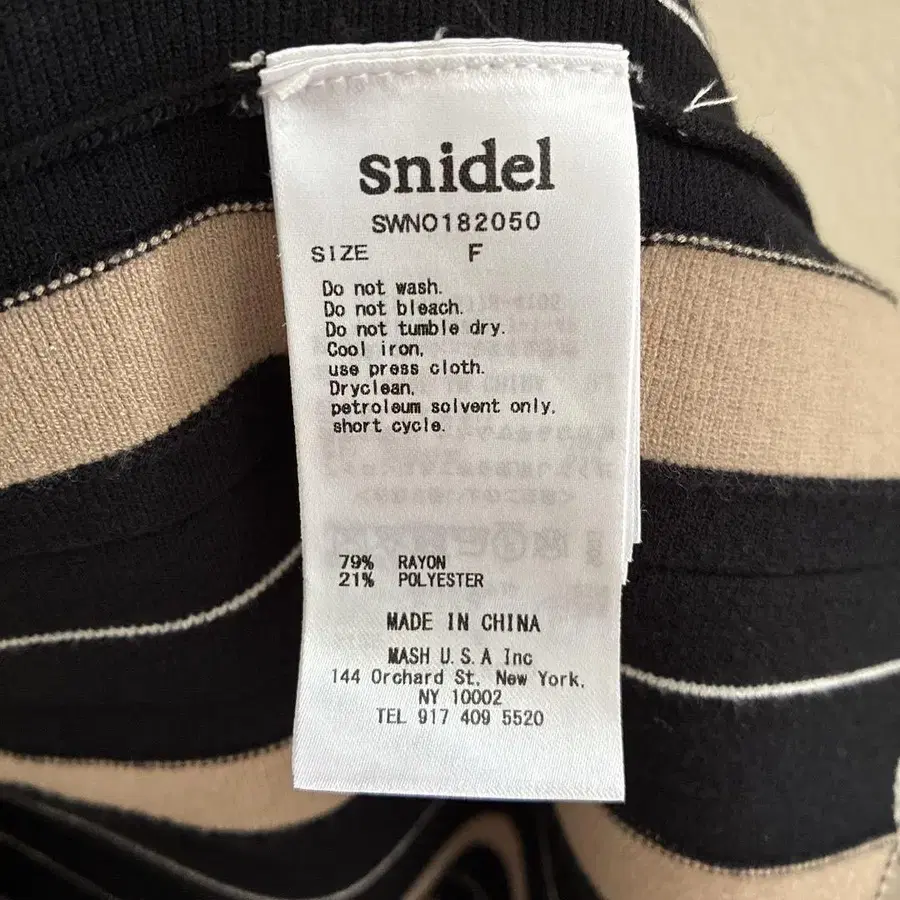 snidel
SWNO182050
SIZE F
Do not wash.
Do not bleach.
Do not tumble dry.
Cool iron,
use press cloth.
Dryclean,
petroleum solvent only,
short cycle.
79% RAYON
21% POLYESTER
MADE IN CHINA
MASH U.S.A Inc
144 Orchard St, New York,
NY 10002
TEL 917 409 5520